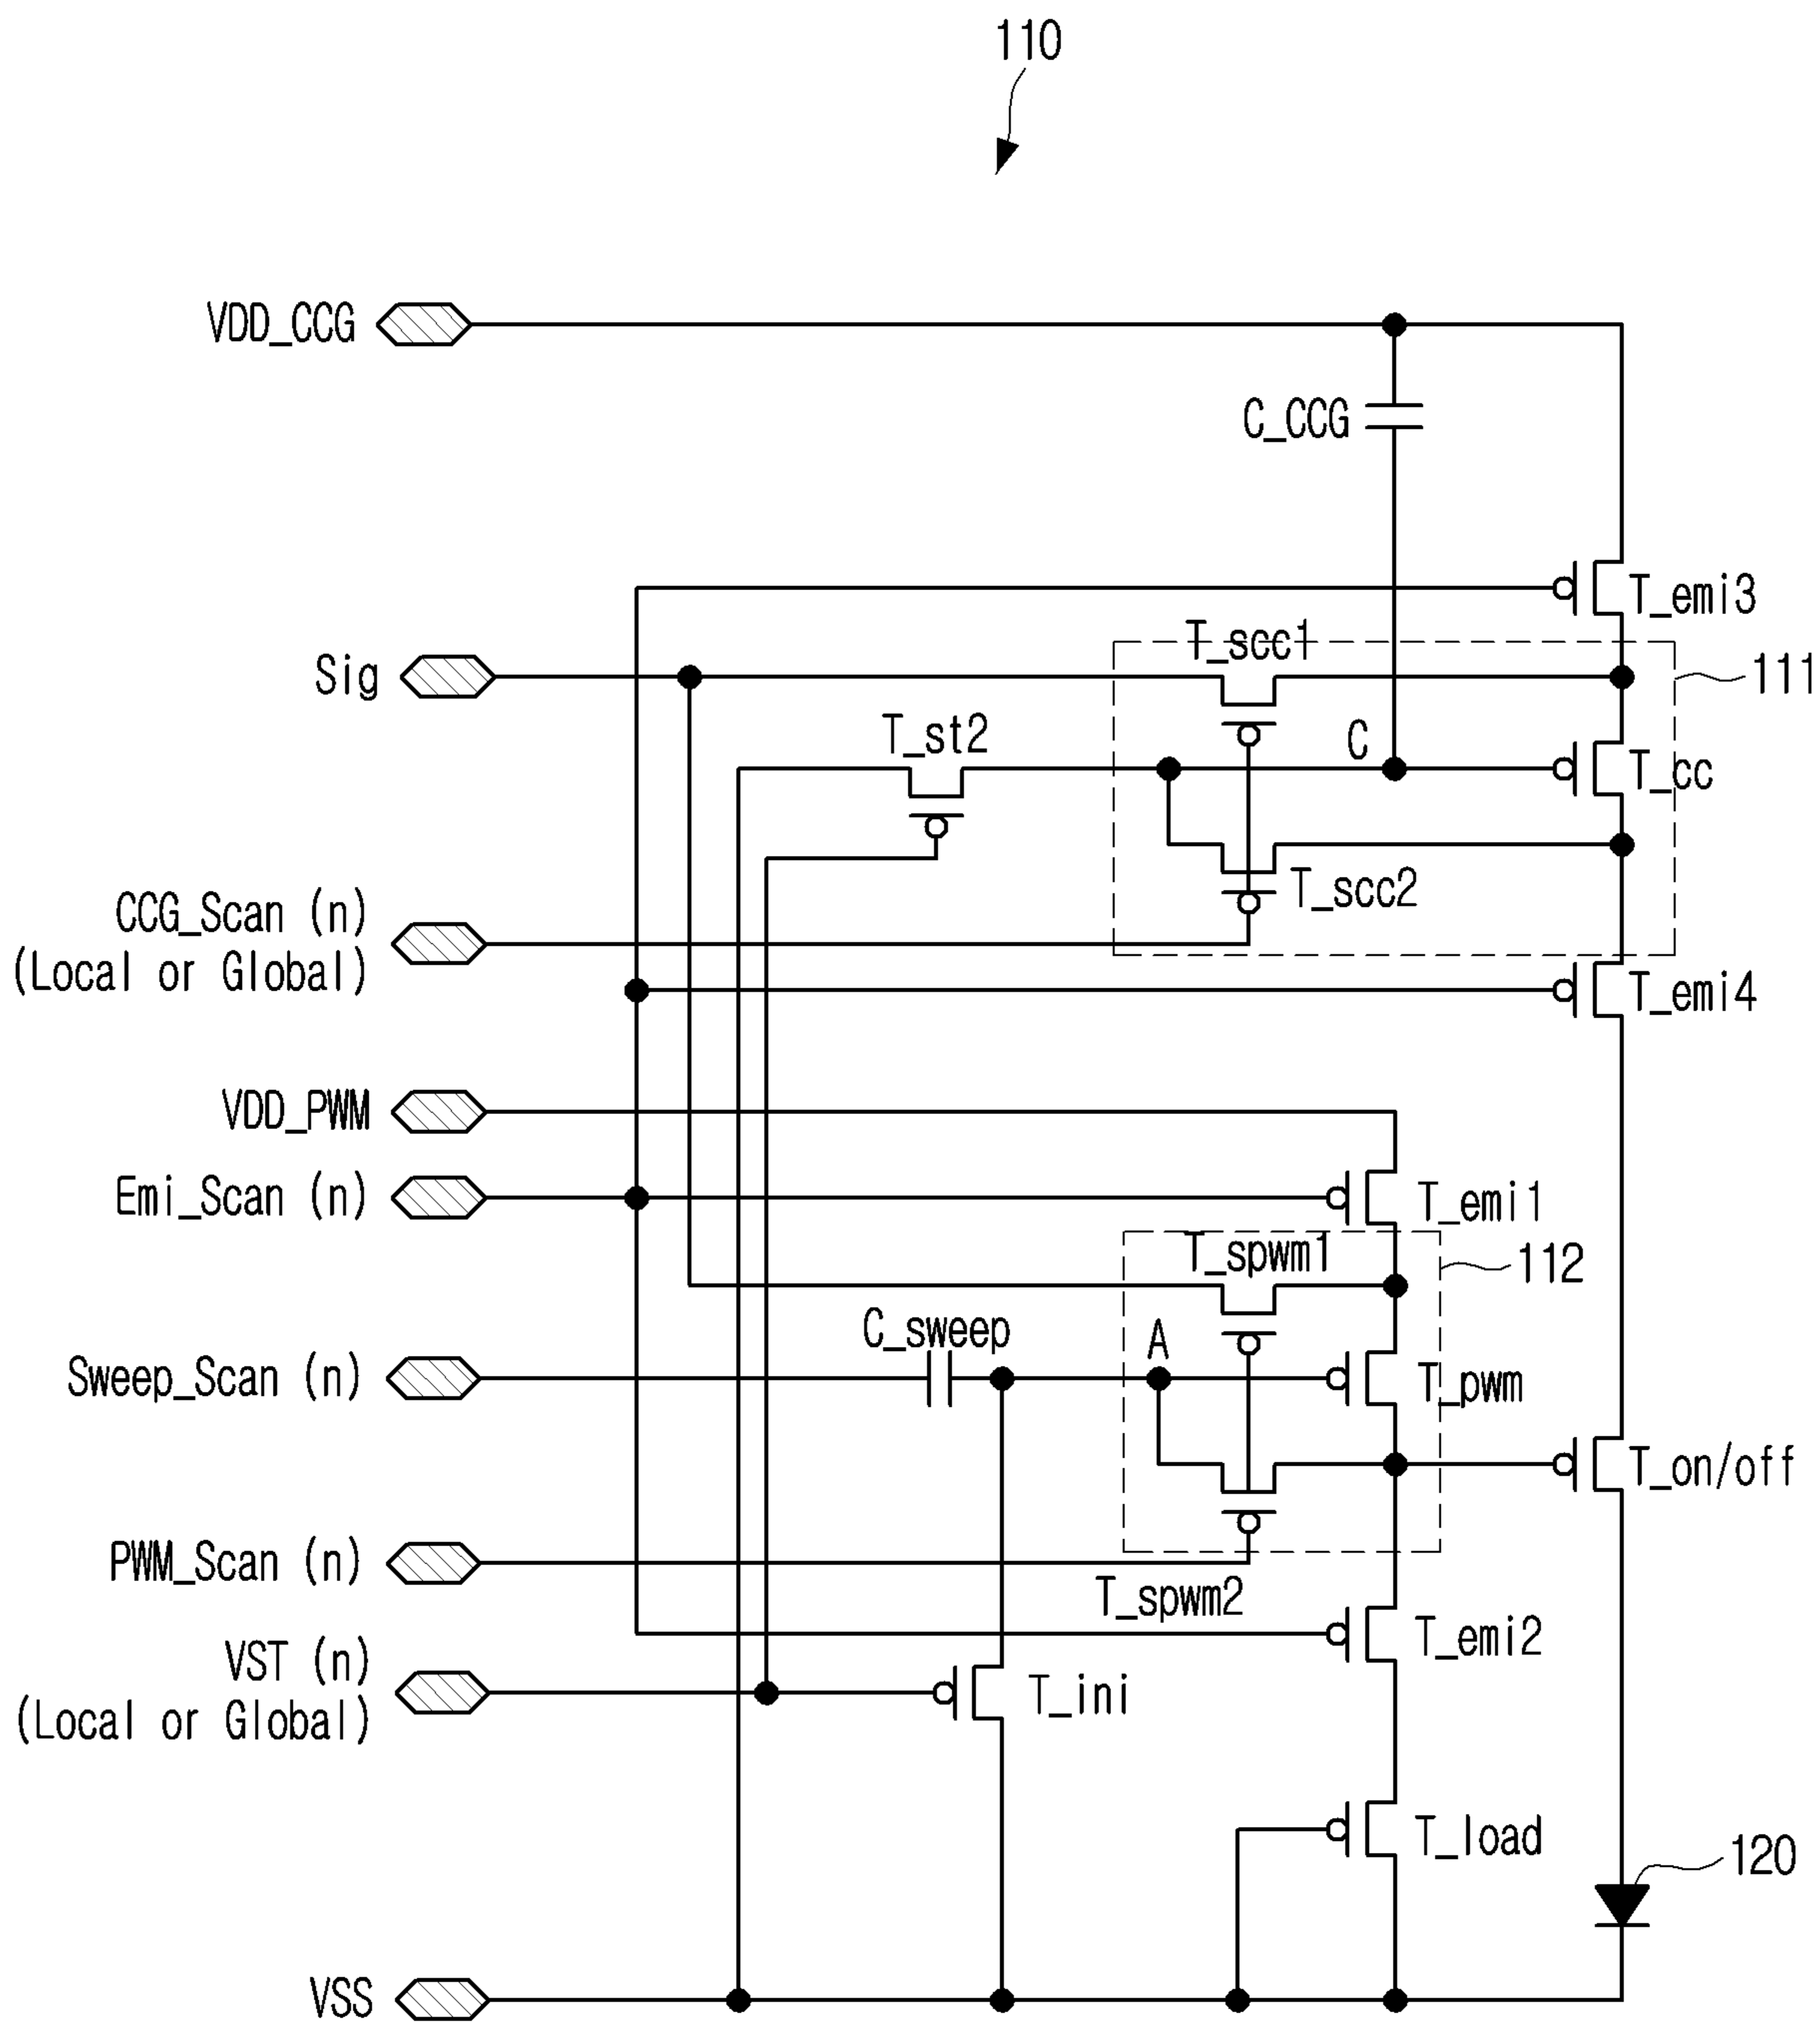 110
VDD_CCG
C_CCG
T_emi3
T_scc1
Sig
111
T_st2
C
T_cc
CCG_Scan (n)
(Local or Global)
T_scc2
T_emi4
VDD_PWM
Emi_Scan (n)
T_emi1
T_spwm1
112
C_sweep
A
Sweep_Scan (n)
T_pwm
T_on/off
PWM_Scan (n)
T_spwm2
T_emi2
VST (n)
(Local or Global)
T_ini
T_load
120
VSS